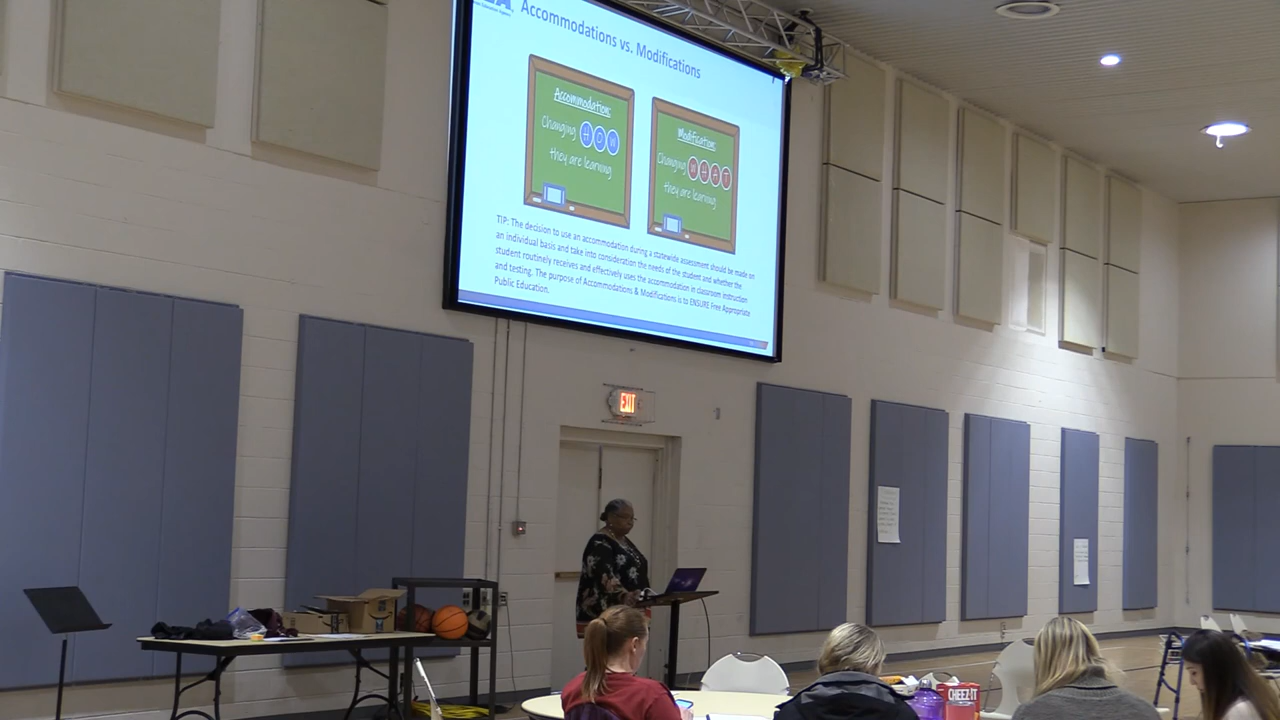 Accommodations vs. Modifications
Accommodation:
Changing
HOW
they are learning
Modification:
Changing
WHAT
they are learning
TIP: The decision to use an accommodation during a statewide assessment should be made on
an individual basis and take into consideration the needs of the student and whether the
student routinely receives and effectively uses the accommodation in classroom instruction
and testing. The purpose of Accommodations & Modifications is to ENSURE Free Appropriate
Public Education.
EXIT
CHEEZ-IT